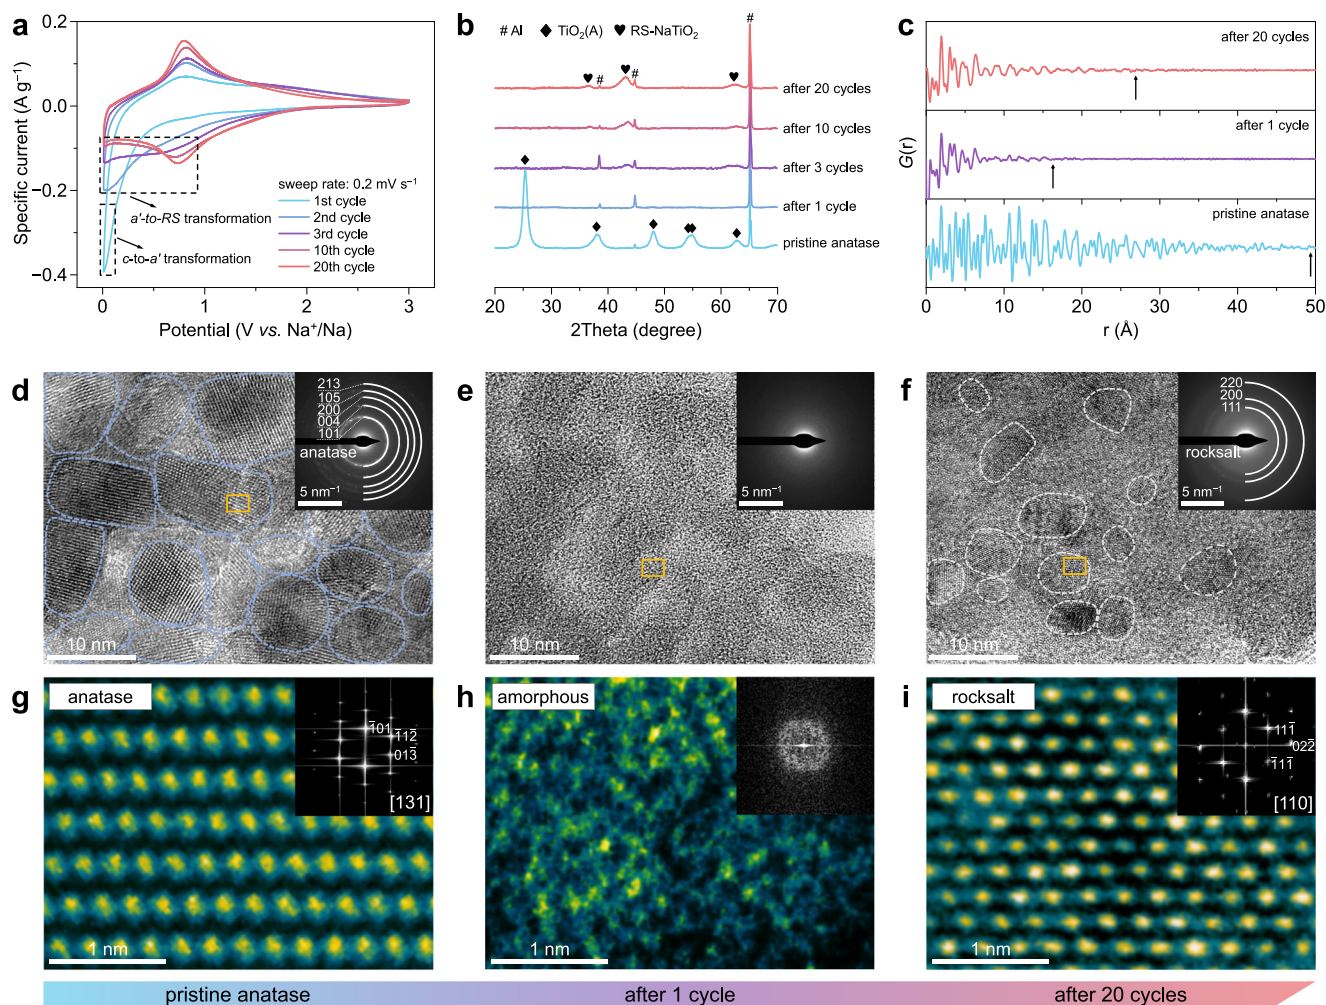 a
0.2
0.0
−0.2
−0.4
Specific current (A g⁻¹)
sweep rate: 0.2 mV s⁻¹
1st cycle
2nd cycle
3rd cycle
10th cycle
20th cycle
a′-to-RS transformation
c-to-a′ transformation
0 1 2 3
Potential (V vs. Na⁺/Na)
b
# Al ♦ TiO₂(A) ♥ RS-NaTiO₂ #
♥ # ♥ # ♥
after 20 cycles
after 10 cycles
after 3 cycles
after 1 cycle
pristine anatase
20 30 40 50 60 70
2Theta (degree)
c
after 20 cycles
after 1 cycle
pristine anatase
G(r)
0 10 20 30 40 50
r (Å)
d
213
105
200
004
101
anatase
5 nm⁻¹
10 nm
e
5 nm⁻¹
10 nm
f
220
200
111
rocksalt
5 nm⁻¹
10 nm
g
anatase
1̅01
1̅12̅
013̅
[131]
1 nm
h
amorphous
1 nm
i
rocksalt
111̅
022̅
1̅11̅
[110]
1 nm
pristine anatase after 1 cycle after 20 cycles